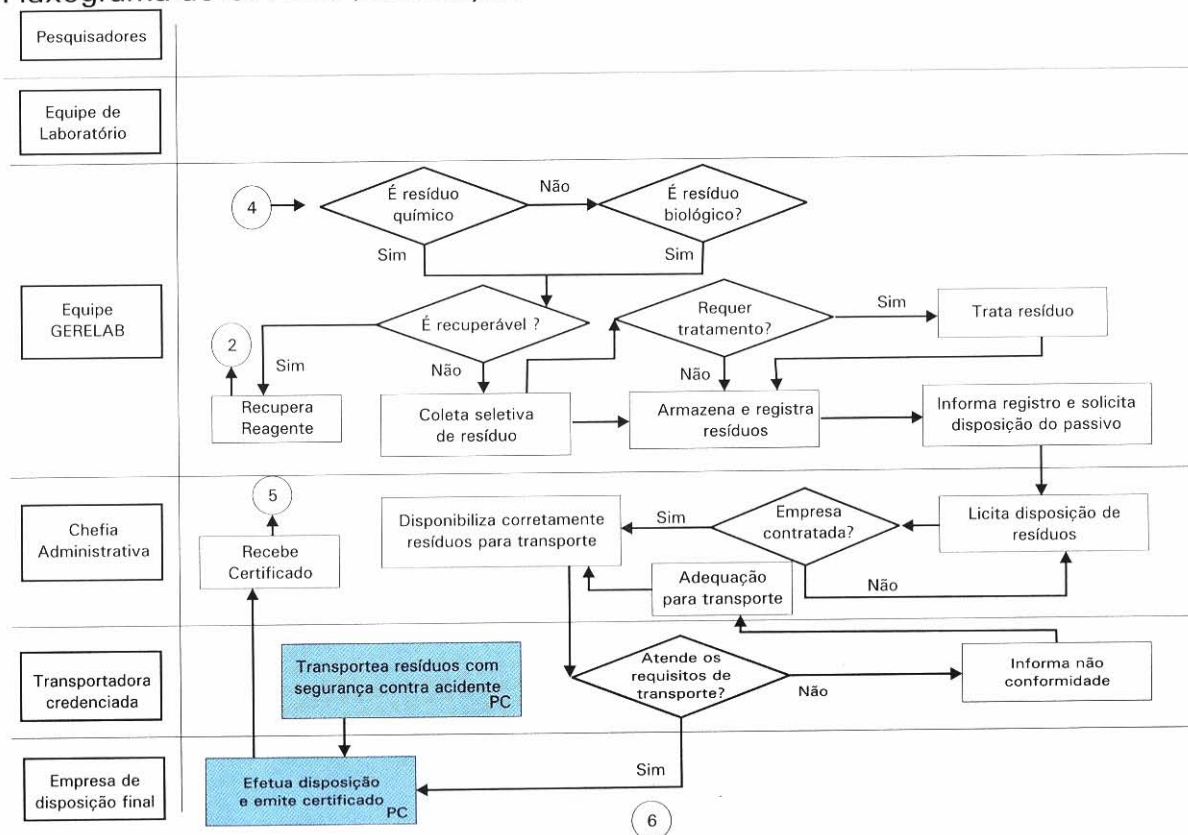 Pesquisadores
Equipe de
Laboratório
4
É resíduo
químico
Não
É resíduo
biológico?
Sim
Sim
Equipe
GERELAB
É recuperável ?
Requer
tratamento?
Sim
Trata resíduo
2
Sim
Não
Não
Recupera
Reagente
Coleta seletiva
de resíduo
Armazena e registra
resíduos
Informa registro e solicita
disposição do passivo
Chefia
Administrativa
5
Recebe
Certificado
Disponibiliza corretamente
resíduos para transporte
Sim
Empresa
contratada?
Licita disposição de
resíduos
Não
Adequação
para transporte
Transportadora
credenciada
Transportea resíduos com
segurança contra acidente
PC
Atende os
requisitos de
transporte?
Não
Informa não
conformidade
Empresa de
disposição final
Efetua disposição
e emite certificado
PC
Sim
6